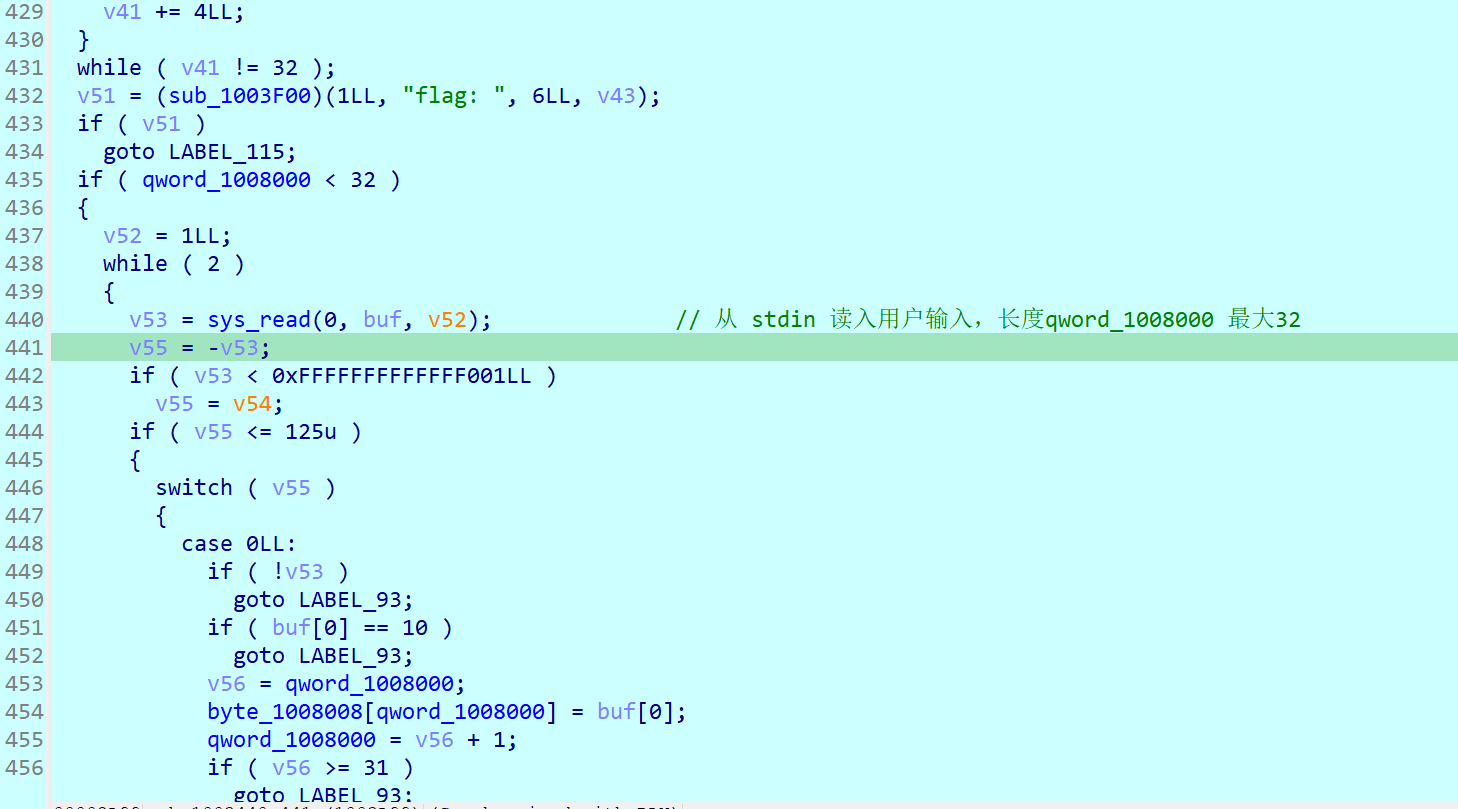 429 v41 += 4LL;
430 }
431 while ( v41 != 32 );
432 v51 = (sub_1003F00)(1LL, "flag: ", 6LL, v43);
433 if ( v51 )
434 goto LABEL_115;
435 if ( qword_1008000 < 32 )
436 {
437 v52 = 1LL;
438 while ( 2 )
439 {
440 v53 = sys_read(0, buf, v52); // 从 stdin 读入用户输入，长度qword_1008000 最大32
441 v55 = -v53;
442 if ( v53 < 0xFFFFFFFFFFFFF001LL )
443 v55 = v54;
444 if ( v55 <= 125u )
445 {
446 switch ( v55 )
447 {
448 case 0LL:
449 if ( !v53 )
450 goto LABEL_93;
451 if ( buf[0] == 10 )
452 goto LABEL_93;
453 v56 = qword_1008000;
454 byte_1008008[qword_1008000] = buf[0];
455 qword_1008000 = v56 + 1;
456 if ( v56 >= 31 )
goto LABEL_93;